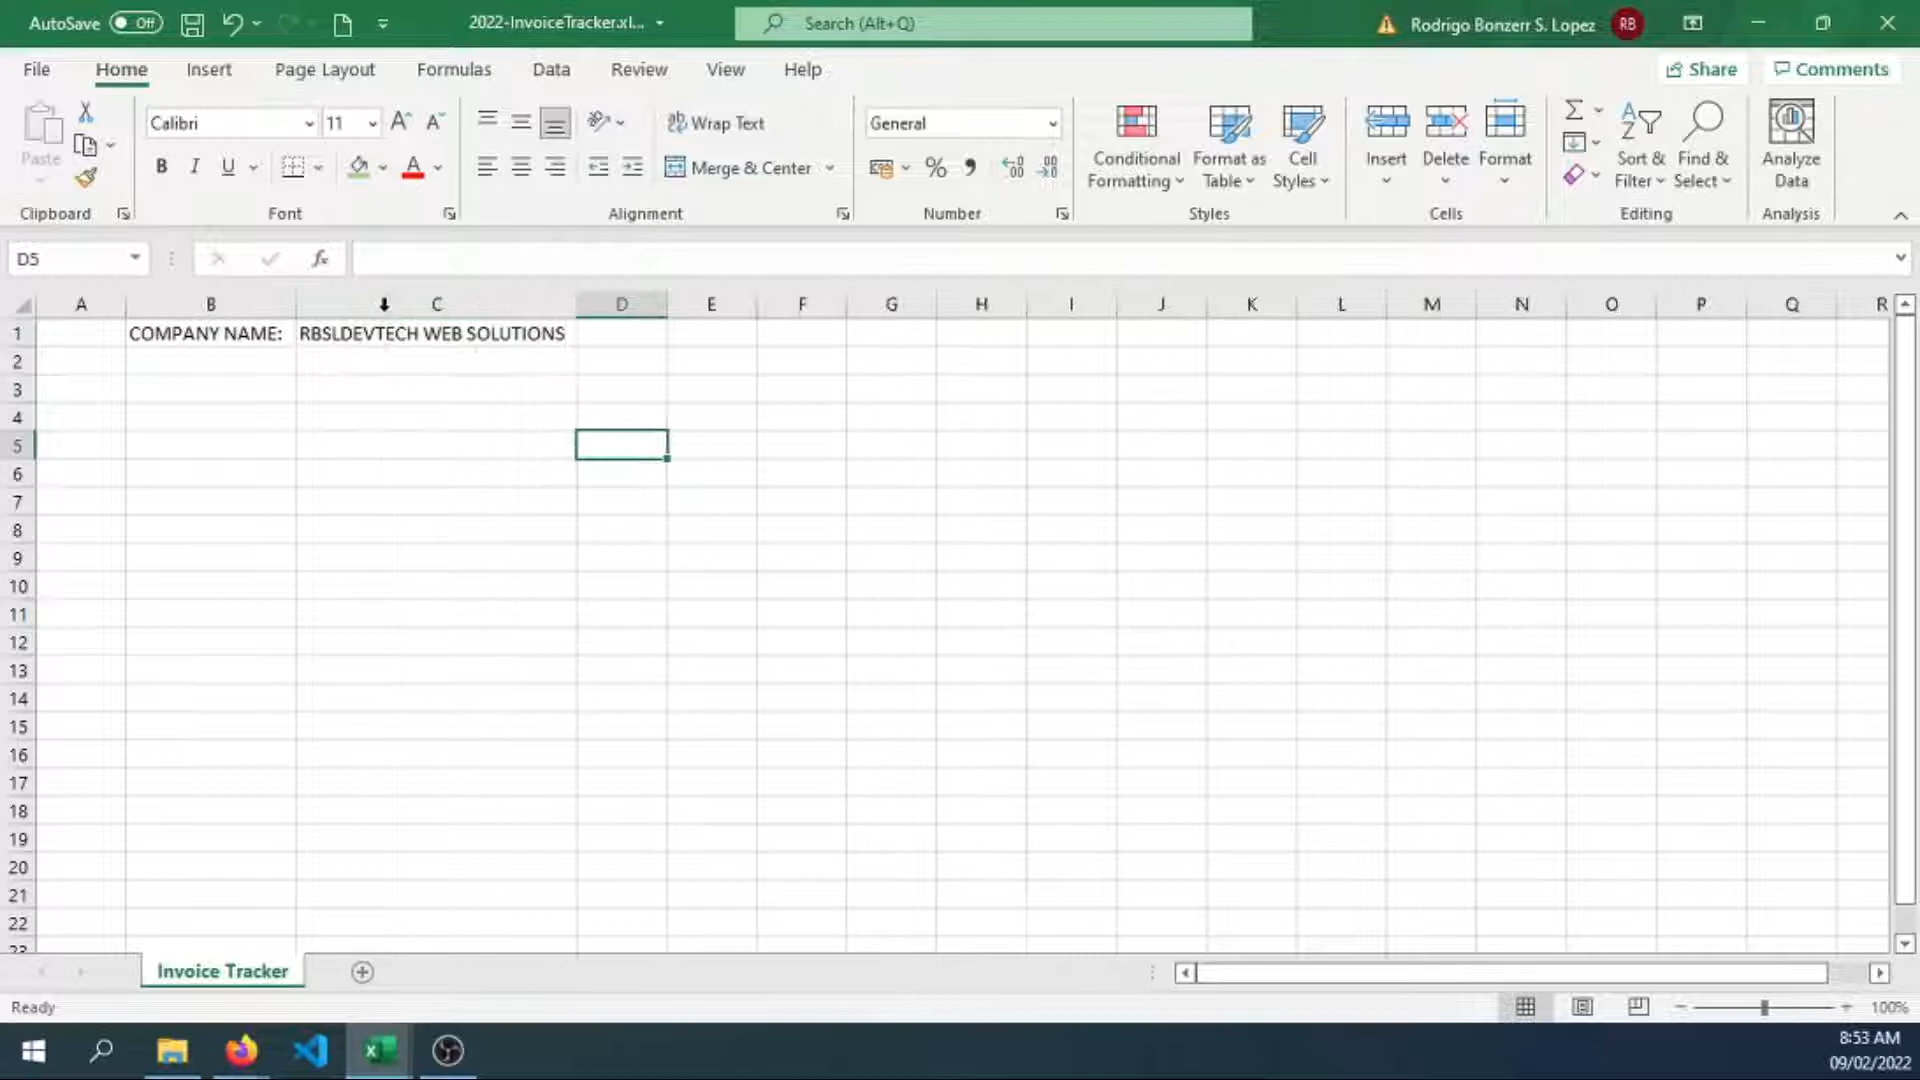 AutoSave Off 2022-InvoiceTracker.xl... Search (Alt+Q) Rodrigo Bonzerr S. Lopez RB
File Home Insert Page Layout Formulas Data Review View Help Share Comments
Paste
Clipboard
Calibri 11
B I U A
Font
Wrap Text
Merge & Center
Alignment
General
Number
Conditional Formatting
Format as Table
Cell Styles
Styles
Insert Delete Format
Cells
Sort & Filter
Find & Select
Editing
Analyze Data
Analysis
D5 fx
A B C D E F G H I J K L M N O P Q R
1 COMPANY NAME: RBSLDEVTECH WEB SOLUTIONS
2
3
4
5
6
7
8
9
10
11
12
13
14
15
16
17
18
19
20
21
22
23
Invoice Tracker
Ready 100%
8:53 AM
09/02/2022